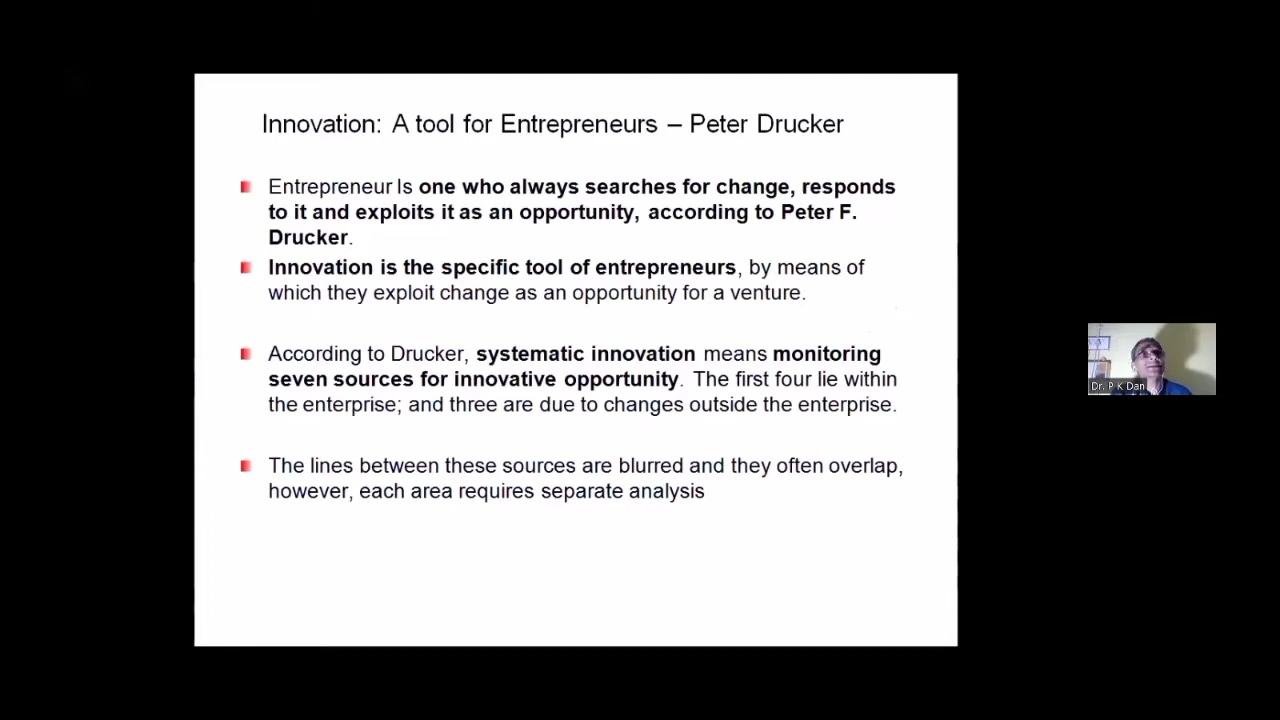 Innovation: A tool for Entrepreneurs – Peter Drucker
Entrepreneur Is one who always searches for change, responds
to it and exploits it as an opportunity, according to Peter F.
Drucker.
Innovation is the specific tool of entrepreneurs, by means of
which they exploit change as an opportunity for a venture.
According to Drucker, systematic innovation means monitoring
seven sources for innovative opportunity. The first four lie within
the enterprise; and three are due to changes outside the enterprise.
The lines between these sources are blurred and they often overlap,
however, each area requires separate analysis
Dr. P K Dan